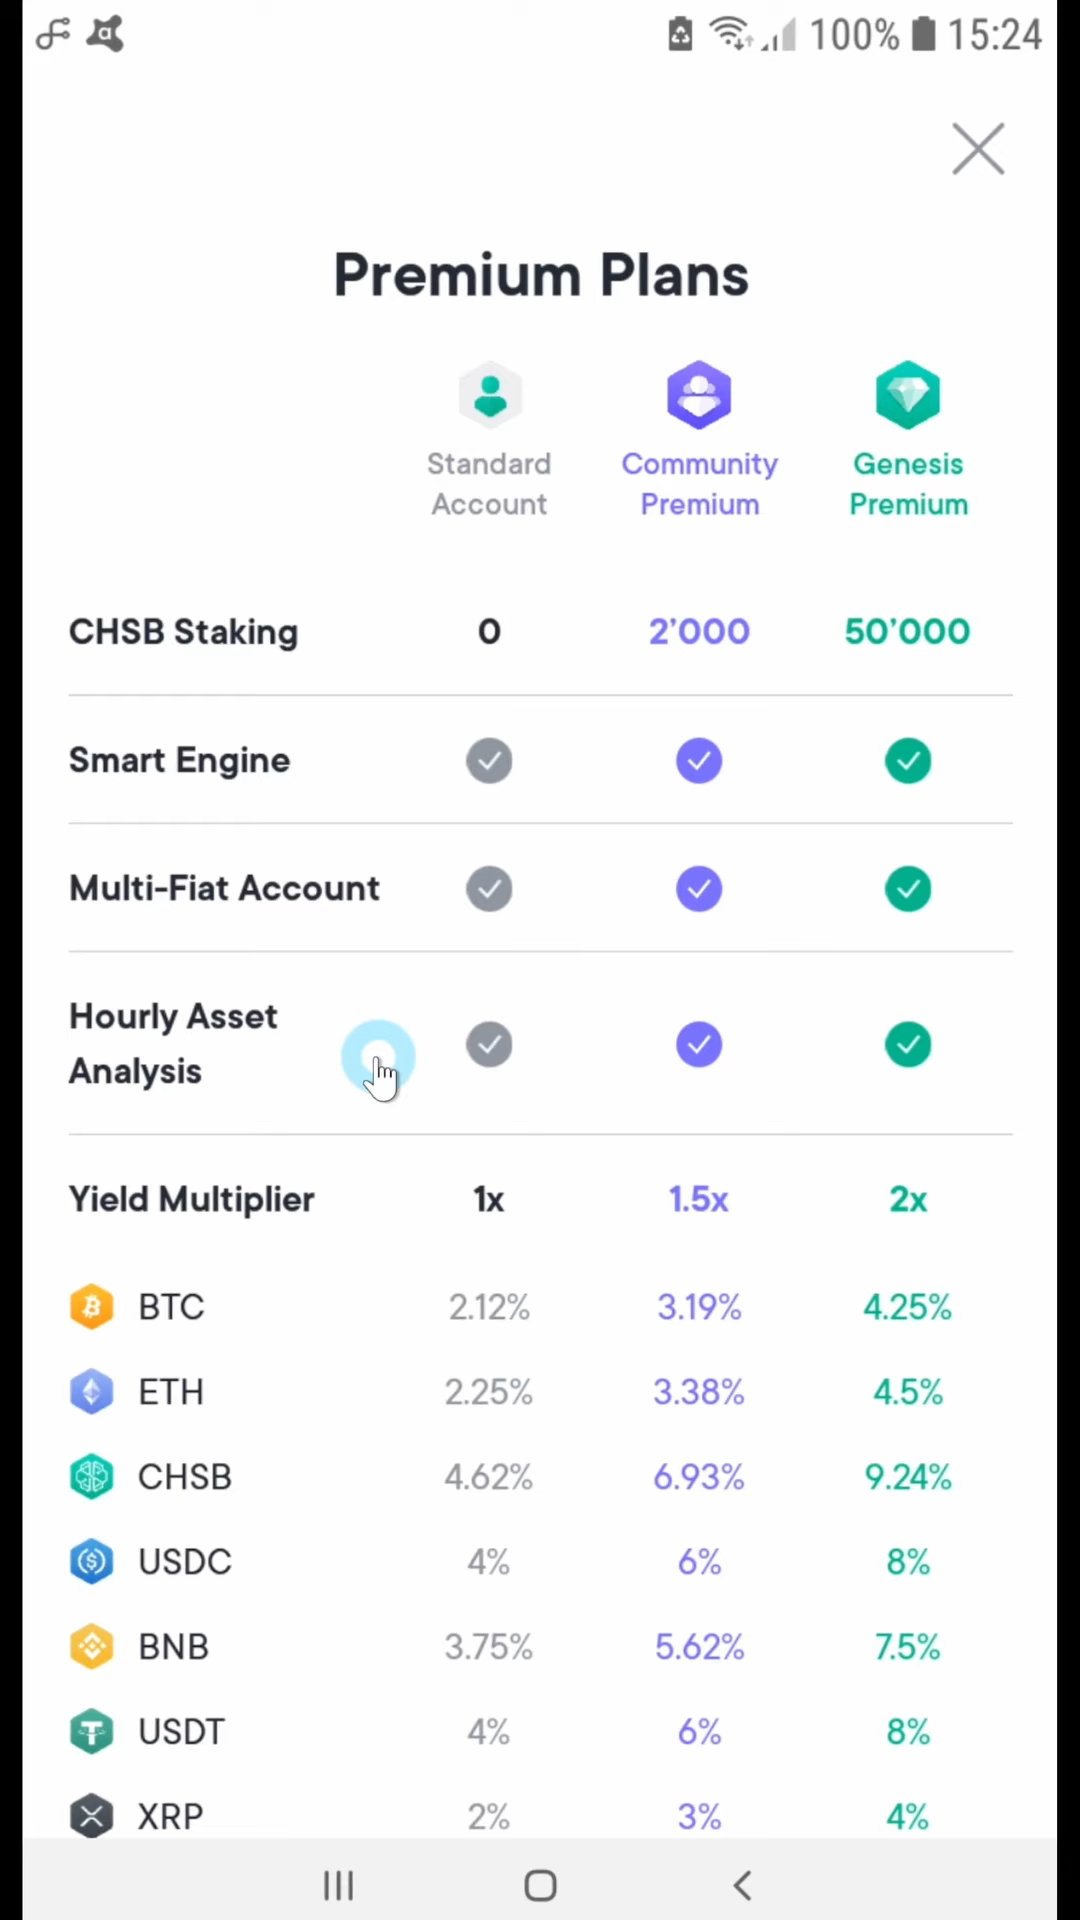 100% 15:24
Premium Plans
Standard Account
Community Premium
Genesis Premium
CHSB Staking 0 2’000 50’000
Smart Engine
Multi-Fiat Account
Hourly Asset
Analysis
Yield Multiplier 1x 1.5x 2x
BTC 2.12% 3.19% 4.25%
ETH 2.25% 3.38% 4.5%
CHSB 4.62% 6.93% 9.24%
USDC 4% 6% 8%
BNB 3.75% 5.62% 7.5%
USDT 4% 6% 8%
XRP 2% 3% 4%